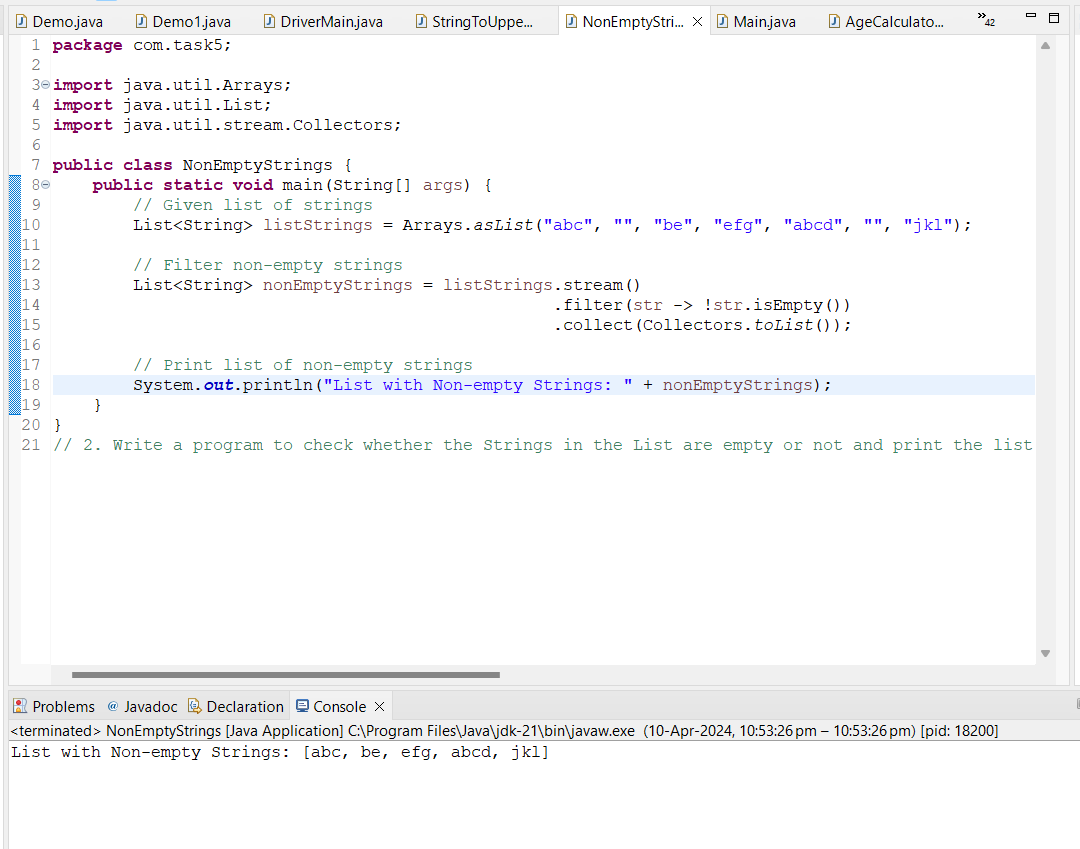 Demo.java Demo1.java DriverMain.java StringToUppe... NonEmptyStri... Main.java AgeCalculato... »42
1 package com.task5;
2
3 import java.util.Arrays;
4 import java.util.List;
5 import java.util.stream.Collectors;
6
7 public class NonEmptyStrings {
8     public static void main(String[] args) {
9         // Given list of strings
10         List<String> listStrings = Arrays.asList("abc", "", "be", "efg", "abcd", "", "jkl");
11
12         // Filter non-empty strings
13         List<String> nonEmptyStrings = listStrings.stream()
14                                                   .filter(str -> !str.isEmpty())
15                                                   .collect(Collectors.toList());
16
17         // Print list of non-empty strings
18         System.out.println("List with Non-empty Strings: " + nonEmptyStrings);
19     }
20 }
21 // 2. Write a program to check whether the Strings in the List are empty or not and print the list
Problems @ Javadoc Declaration Console
<terminated> NonEmptyStrings [Java Application] C:\Program Files\Java\jdk-21\bin\javaw.exe (10-Apr-2024, 10:53:26 pm – 10:53:26 pm) [pid: 18200]
List with Non-empty Strings: [abc, be, efg, abcd, jkl]